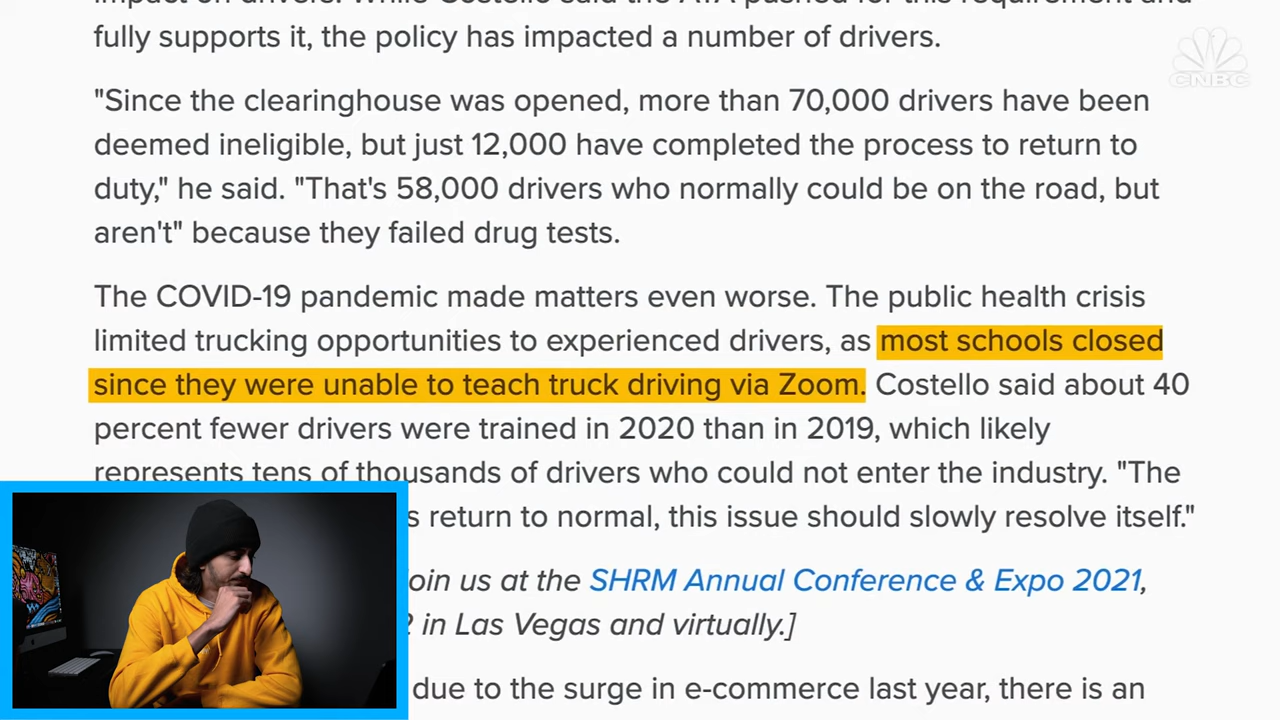 impact on drivers. While Costello said the ATA pushed for this requirement and
fully supports it, the policy has impacted a number of drivers.
CNBC
"Since the clearinghouse was opened, more than 70,000 drivers have been
deemed ineligible, but just 12,000 have completed the process to return to
duty," he said. "That's 58,000 drivers who normally could be on the road, but
aren't" because they failed drug tests.
The COVID-19 pandemic made matters even worse. The public health crisis
limited trucking opportunities to experienced drivers, as most schools closed
since they were unable to teach truck driving via Zoom. Costello said about 40
percent fewer drivers were trained in 2020 than in 2019, which likely
represents tens of thousands of drivers who could not enter the industry. "The
s return to normal, this issue should slowly resolve itself."
oin us at the SHRM Annual Conference & Expo 2021,
2 in Las Vegas and virtually.]
due to the surge in e-commerce last year, there is an